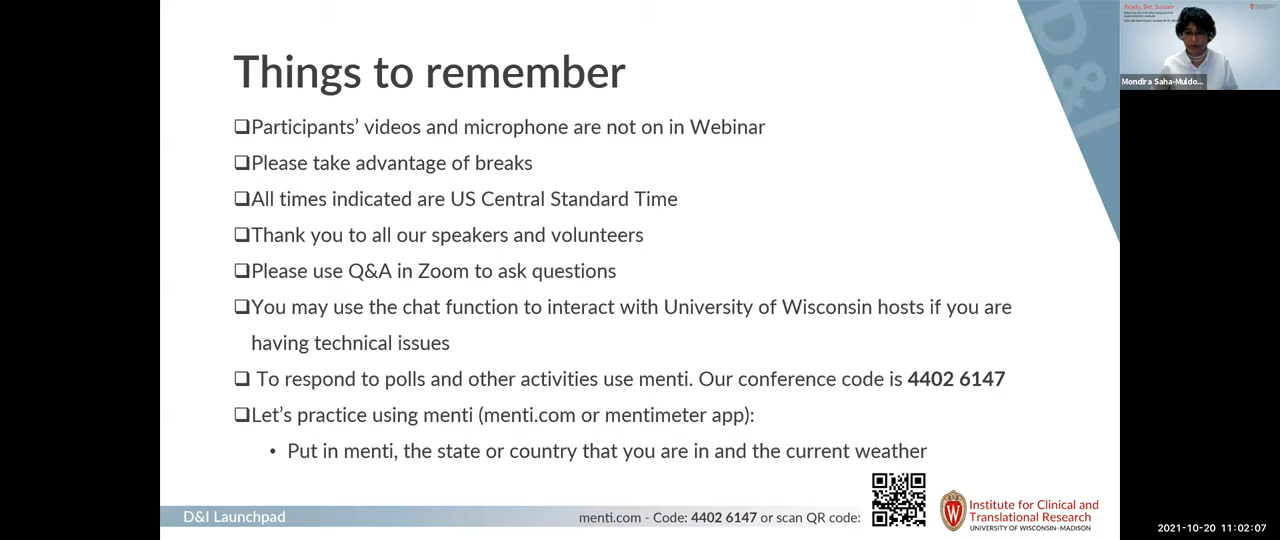 Things to remember
❑Participants’ videos and microphone are not on in Webinar
❑Please take advantage of breaks
❑All times indicated are US Central Standard Time
❑Thank you to all our speakers and volunteers
❑Please use Q&A in Zoom to ask questions
❑You may use the chat function to interact with University of Wisconsin hosts if you are
having technical issues
❑ To respond to polls and other activities use menti. Our conference code is 4402 6147
❑Let’s practice using menti (menti.com or mentimeter app):
• Put in menti, the state or country that you are in and the current weather
D&I Launchpad
menti.com - Code: 4402 6147 or scan QR code:
Institute for Clinical and
Translational Research
UNIVERSITY OF WISCONSIN-MADISON
D&I
Ready, Set, Sustain
Mondira Saha-Muldo...
2021-10-20 11:02:07